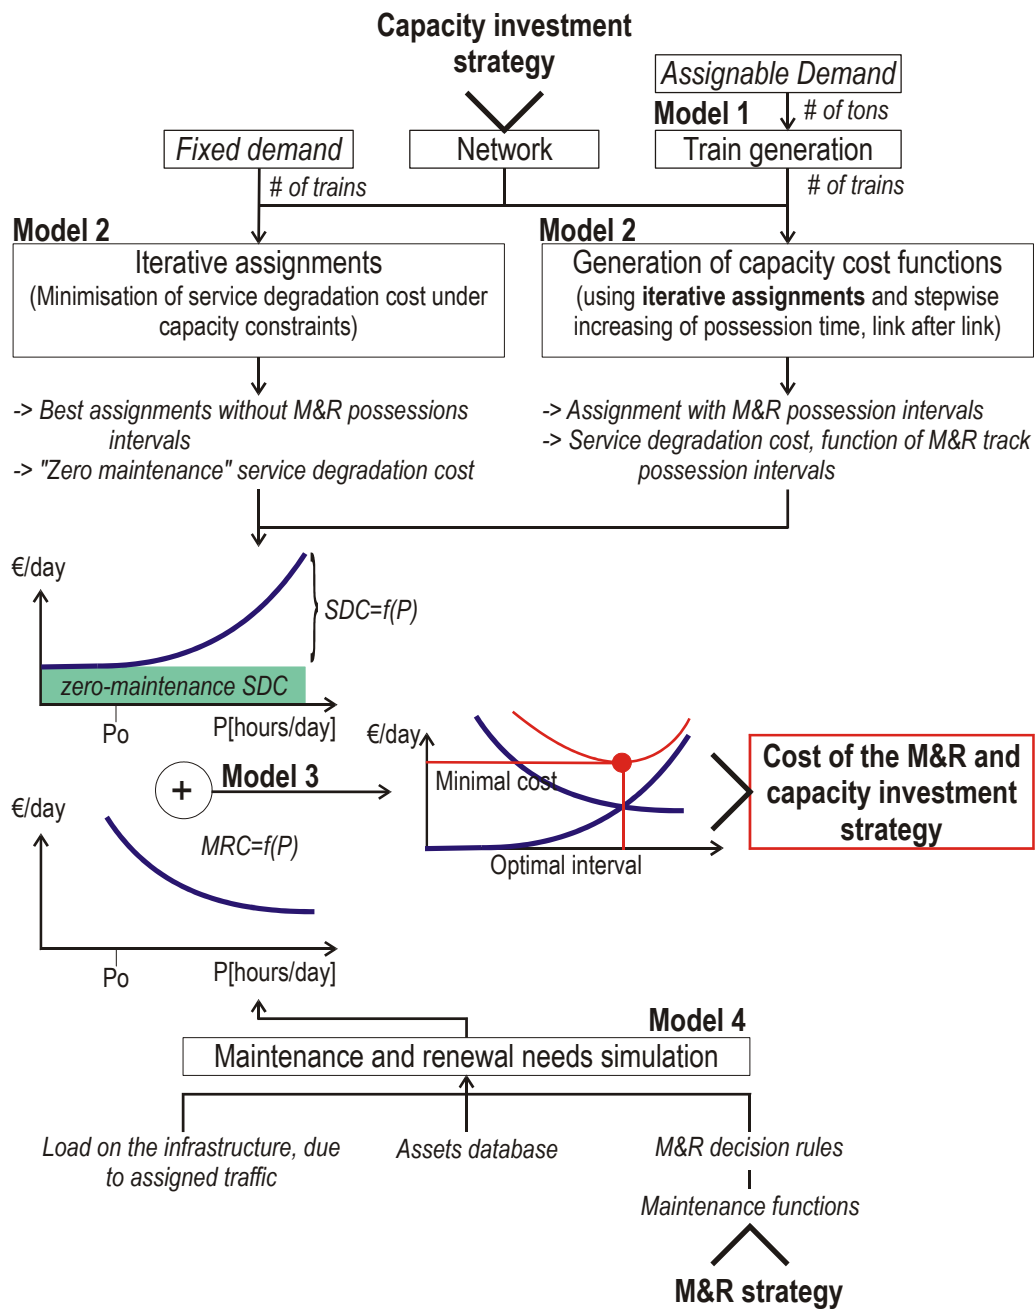 Capacity investment
strategy
Assignable Demand
Model 1
# of tons
Fixed demand
Network
Train generation
# of trains
# of trains
Model 2
Model 2
Iterative assignments
(Minimisation of service degradation cost under
capacity constraints)
Generation of capacity cost functions
(using iterative assignments and stepwise
increasing of possession time, link after link)
-> Best assignments without M&R possessions
intervals
-> "Zero maintenance" service degradation cost
-> Assignment with M&R possession intervals
-> Service degradation cost, function of M&R track
possession intervals
€/day
SDC=f(P)
zero-maintenance SDC
Po
P[hours/day]
€/day
Minimal cost
Optimal interval
Cost of the M&R and
capacity investment
strategy
+
Model 3
€/day
MRC=f(P)
Po
P[hours/day]
Model 4
Maintenance and renewal needs simulation
Load on the infrastructure, due
to assigned traffic
Assets database
M&R decision rules
Maintenance functions
M&R strategy